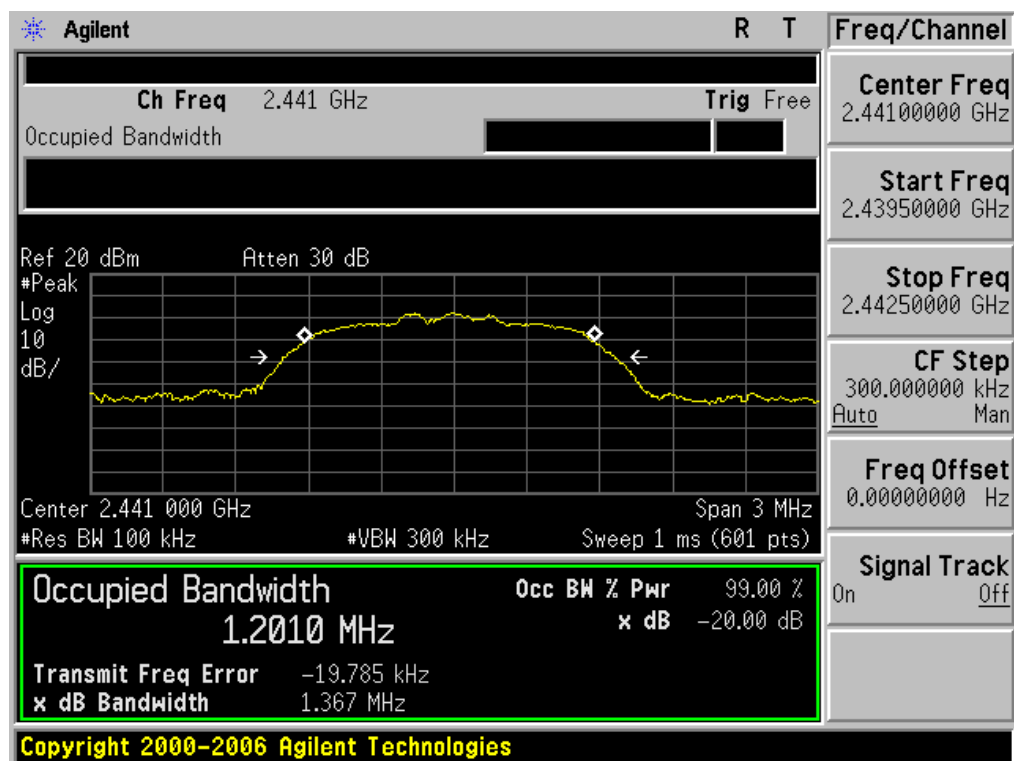 Agilent R T Freq/Channel
Ch Freq 2.441 GHz Trig Free
Occupied Bandwidth
Center Freq
2.44100000 GHz
Start Freq
2.43950000 GHz
Stop Freq
2.44250000 GHz
CF Step
300.000000 kHz
Auto Man
Freq Offset
0.00000000 Hz
Signal Track
On Off
Ref 20 dBm Atten 30 dB
#Peak
Log
10
dB/
Center 2.441 000 GHz Span 3 MHz
#Res BW 100 kHz #VBW 300 kHz Sweep 1 ms (601 pts)
Occupied Bandwidth Occ BW % Pwr 99.00 %
1.2010 MHz x dB -20.00 dB
Transmit Freq Error -19.785 kHz
x dB Bandwidth 1.367 MHz
Copyright 2000-2006 Agilent Technologies